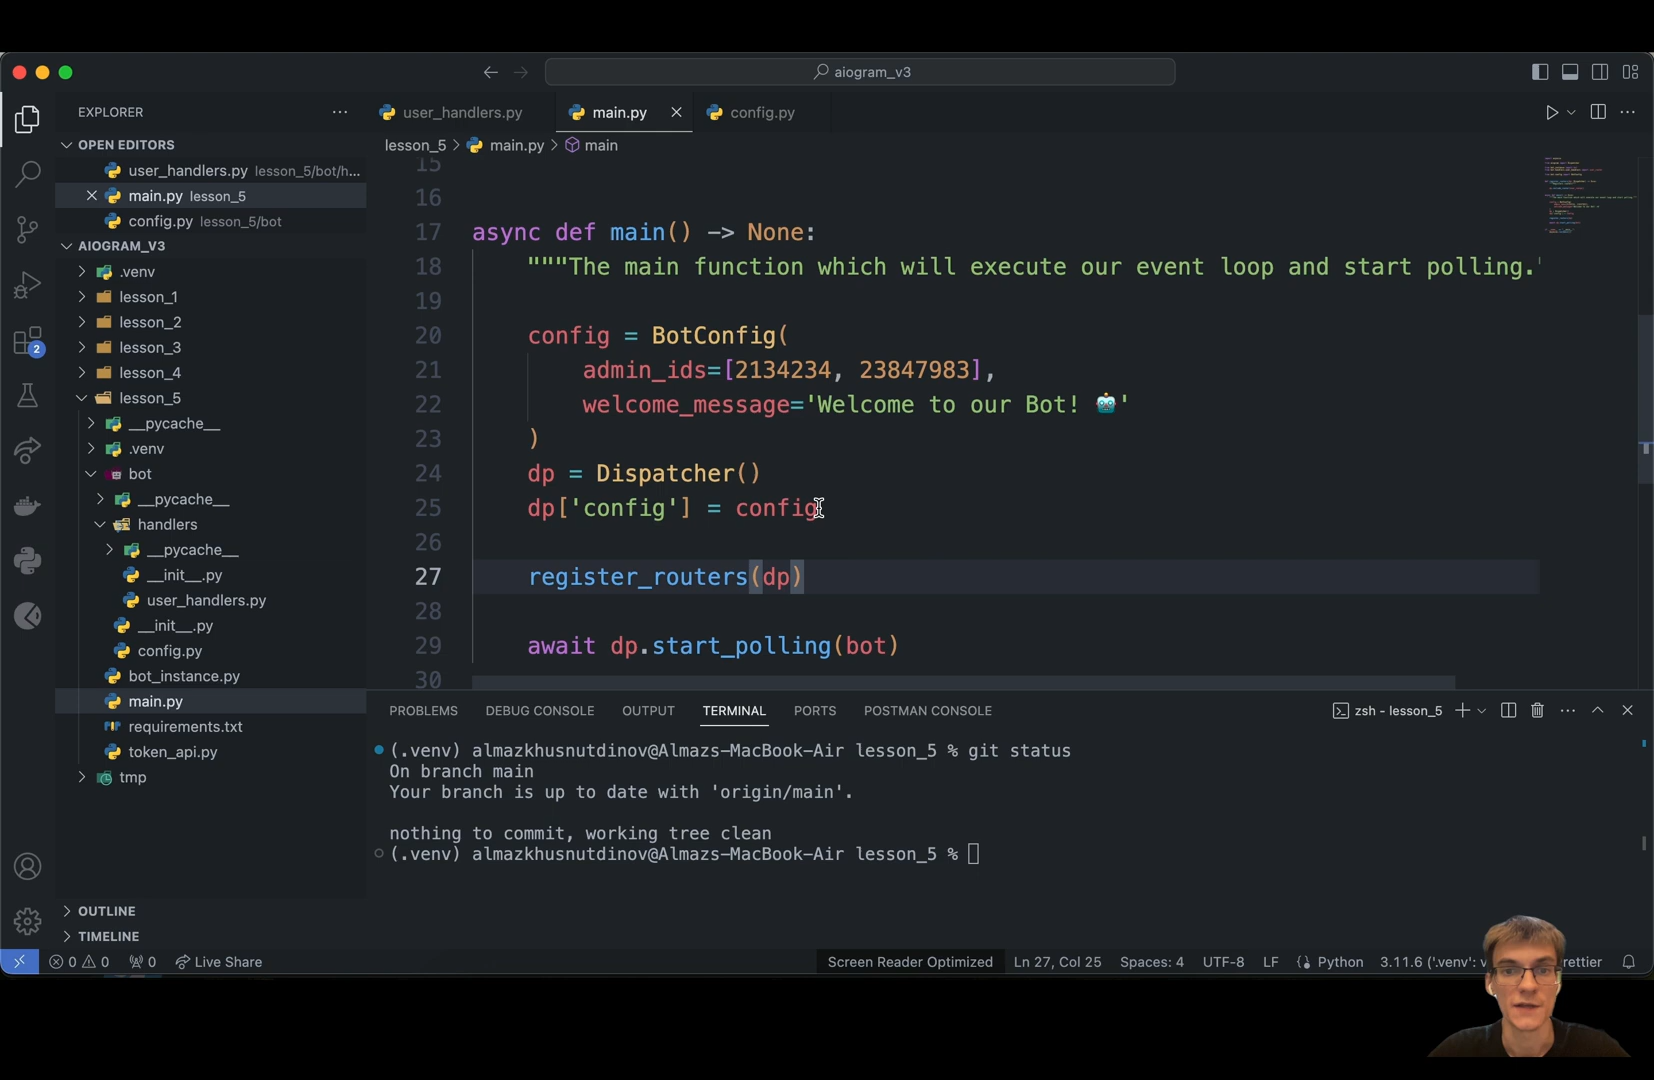 aiogram_v3
EXPLORER
OPEN EDITORS
user_handlers.py lesson_5/bot/h...
main.py lesson_5
config.py lesson_5/bot
AIOGRAM_V3
.venv
lesson_1
lesson_2
lesson_3
lesson_4
lesson_5
__pycache__
.venv
bot
__pycache__
handlers
__pycache__
__init__.py
user_handlers.py
__init__.py
config.py
bot_instance.py
main.py
requirements.txt
token_api.py
tmp
OUTLINE
TIMELINE
2
user_handlers.py main.py config.py
lesson_5 > main.py > main
15
16
17 async def main() -> None:
18 """The main function which will execute our event loop and start polling.
19
20 config = BotConfig(
21 admin_ids=[2134234, 23847983],
22 welcome_message='Welcome to our Bot! 🤖'
23 )
24 dp = Dispatcher()
25 dp['config'] = config
26
27 register_routers(dp)
28
29 await dp.start_polling(bot)
30
PROBLEMS DEBUG CONSOLE OUTPUT TERMINAL PORTS POSTMAN CONSOLE
zsh - lesson_5
(.venv) almazkhusnutdinov@Almazs-MacBook-Air lesson_5 % git status
On branch main
Your branch is up to date with 'origin/main'.
nothing to commit, working tree clean
(.venv) almazkhusnutdinov@Almazs-MacBook-Air lesson_5 %
0 0 0 Live Share Screen Reader Optimized Ln 27, Col 25 Spaces: 4 UTF-8 LF Python 3.11.6 ('.venv': v rettier